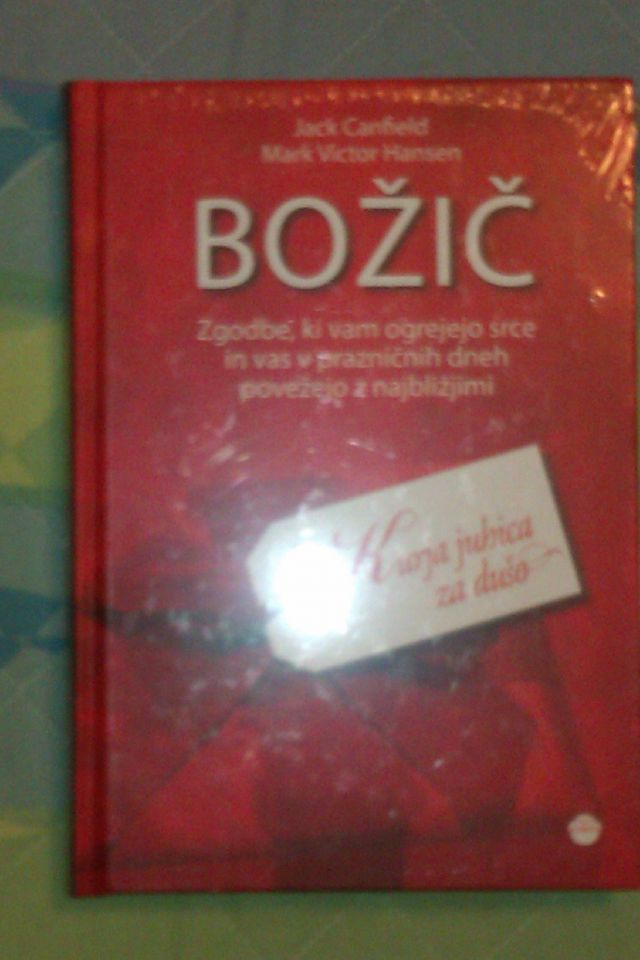 Jack Canfield
Mark Victor Hansen
BOŽIČ
Zgodbe, ki vam ogrejejo srce
in vas v prazničnih dneh
povežejo z najbližjimi
Kurja juhica
za dušo